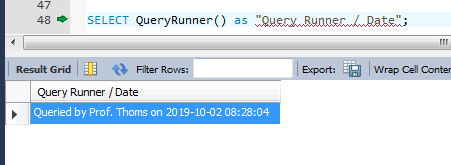 47
48 SELECT QueryRunner() as "Query Runner / Date";
Result Grid Filter Rows: Export: Wrap Cell Conter
Query Runner / Date
Queried by Prof. Thoms on 2019-10-02 08:28:04